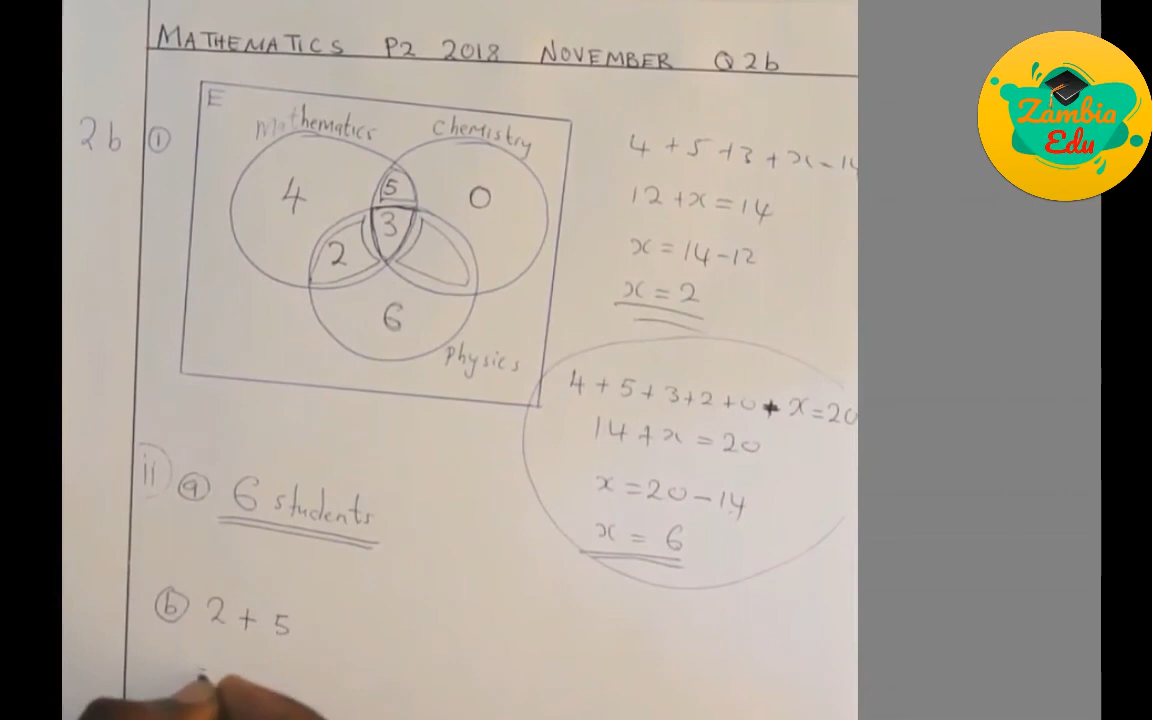 MATHEMATICS P2 2018 NOVEMBER Q2b
Zambia
Edu
2b i
E
Mathematics
Chemistry
4
5
0
3
2
6
Physics
4 + 5 + 3 + x - 14
12 + x = 14
x = 14 - 12
x = 2
4 + 5 + 3 + 2 + 0 + x = 20
14 + x = 20
x = 20 - 14
x = 6
ii a 6 students
b 2 + 5